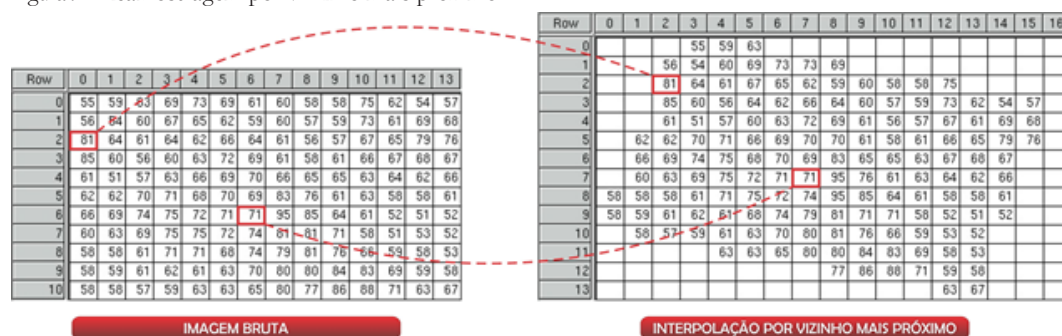 Row 0 1 2 3 4 5 6 7 8 9 10 11 12 13
0 55 59 83 69 73 69 61 60 58 58 75 62 54 57
1 56 84 60 67 65 62 59 60 57 59 73 61 69 68
2 81 64 61 64 62 66 64 61 56 57 67 65 79 76
3 85 60 56 60 63 72 69 61 58 61 66 67 68 67
4 61 51 57 63 66 69 70 66 65 65 63 64 62 66
5 62 62 70 71 68 70 69 83 76 61 63 58 58 61
6 66 69 74 75 72 71 71 95 85 64 61 52 51 52
7 60 63 69 75 75 72 74 81 81 71 58 51 53 52
8 58 58 61 71 71 68 74 79 81 76 66 59 58 53
9 58 59 61 62 61 63 70 80 80 84 83 69 59 58
10 58 58 57 59 63 63 65 80 77 86 88 71 63 67
IMAGEM BRUTA
Row 0 1 2 3 4 5 6 7 8 9 10 11 12 13 14 15 16
0 55 59 63
1 56 54 60 69 73 73 69
2 81 64 61 67 65 62 59 60 58 58 75
3 85 60 56 64 62 66 64 60 57 59 73 62 54 57
4 61 51 57 60 63 72 69 61 56 57 67 61 69 68
5 62 62 70 71 66 69 70 70 61 58 61 66 65 79 76
6 66 69 74 75 68 70 69 83 65 65 63 67 68 67
7 60 63 69 75 72 71 71 95 76 61 63 64 62 66
8 58 58 58 61 71 75 72 74 95 85 64 61 58 58 61
9 58 59 61 62 61 68 74 79 81 71 71 58 52 51 52
10 58 57 59 61 63 70 80 81 76 66 59 53 52
11 63 63 65 80 80 84 83 69 58 53
12 77 86 88 71 59 58
13 63 67
INTERPOLAÇÃO POR VIZINHO MAIS PRÓXIMO